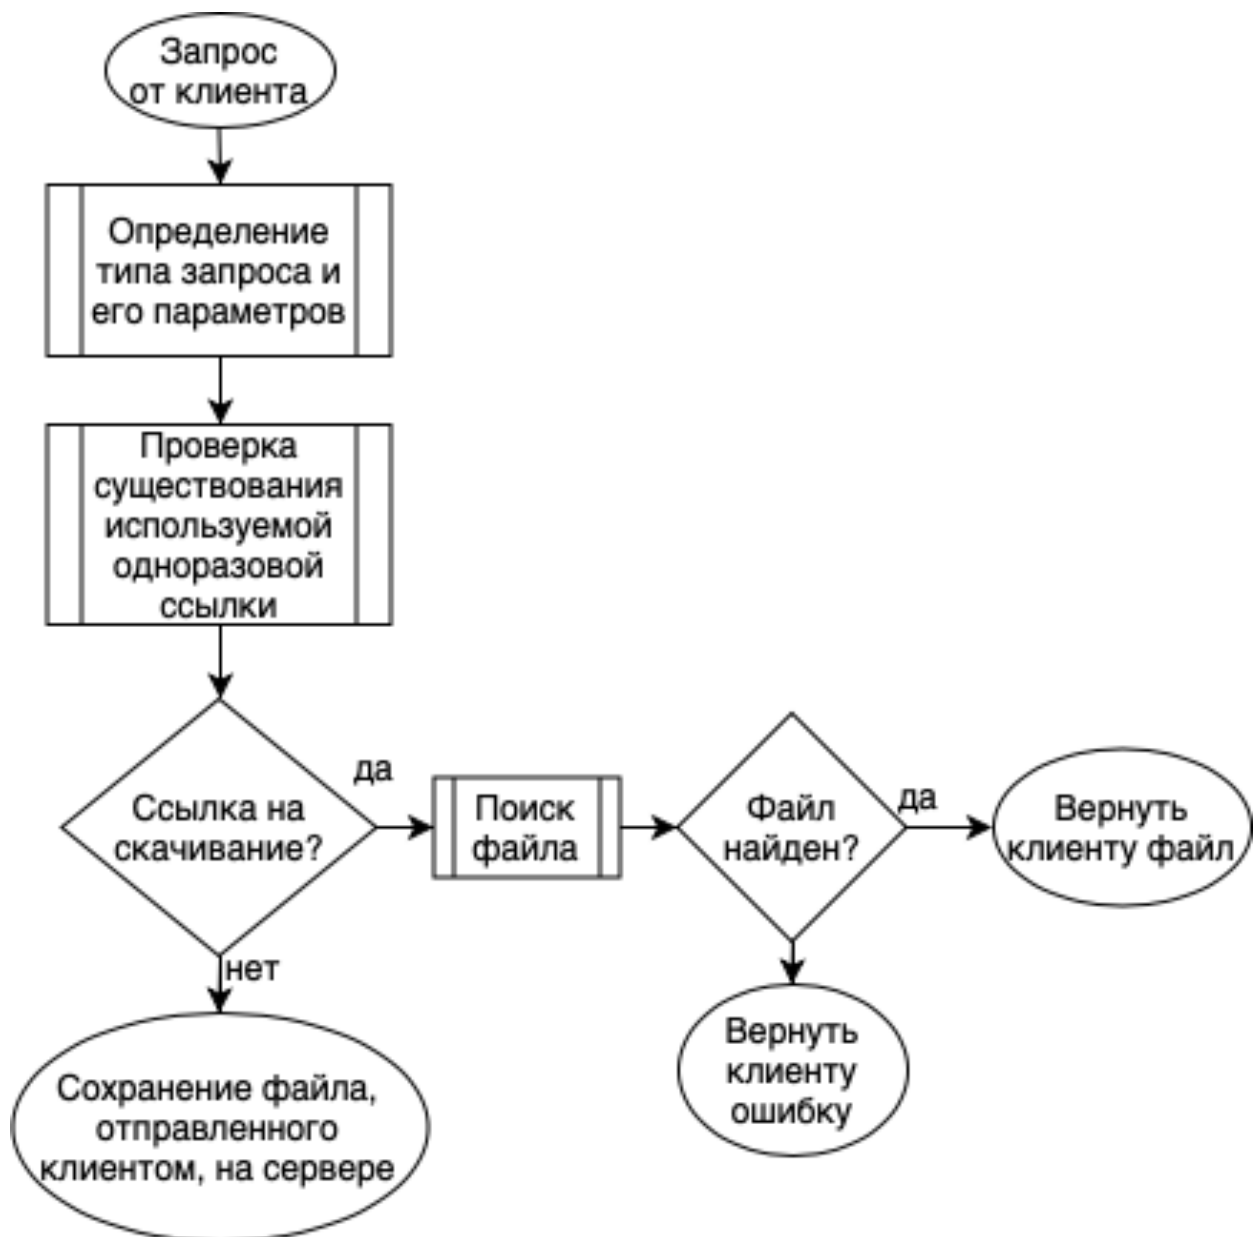 Запрос
от клиента
Определение
типа запроса и
его параметров
Проверка
существования
используемой
одноразовой
ссылки
Ссылка на
скачивание?
да
Поиск
файла
Файл
найден?
да
Вернуть
клиенту файл
нет
Сохранение файла,
отправленного
клиентом, на сервере
Вернуть
клиенту
ошибку